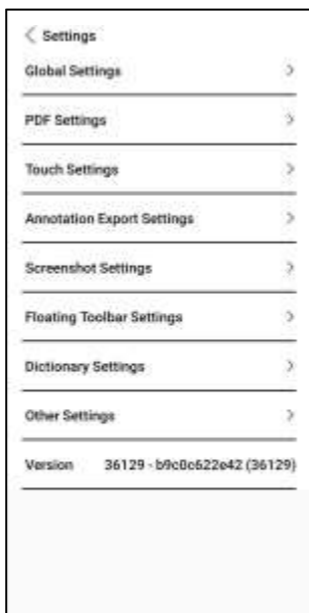 Settings
Global Settings
PDF Settings
Touch Settings
Annotation Export Settings
Screenshot Settings
Floating Toolbar Settings
Dictionary Settings
Other Settings
Version 36129 - b9c0c622e42 (36129)